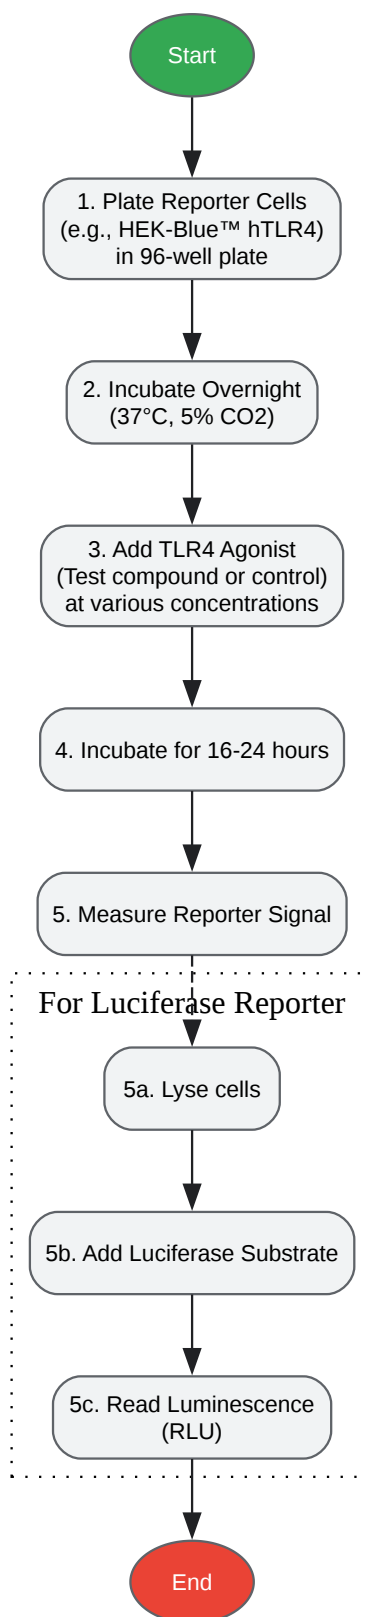 Start
1. Plate Reporter Cells
(e.g., HEK-Blue™ hTLR4)
in 96-well plate
2. Incubate Overnight
(37°C, 5% CO2)
3. Add TLR4 Agonist
(Test compound or control)
at various concentrations
4. Incubate for 16-24 hours
5. Measure Reporter Signal
For Luciferase Reporter
5a. Lyse cells
5b. Add Luciferase Substrate
5c. Read Luminescence
(RLU)
End